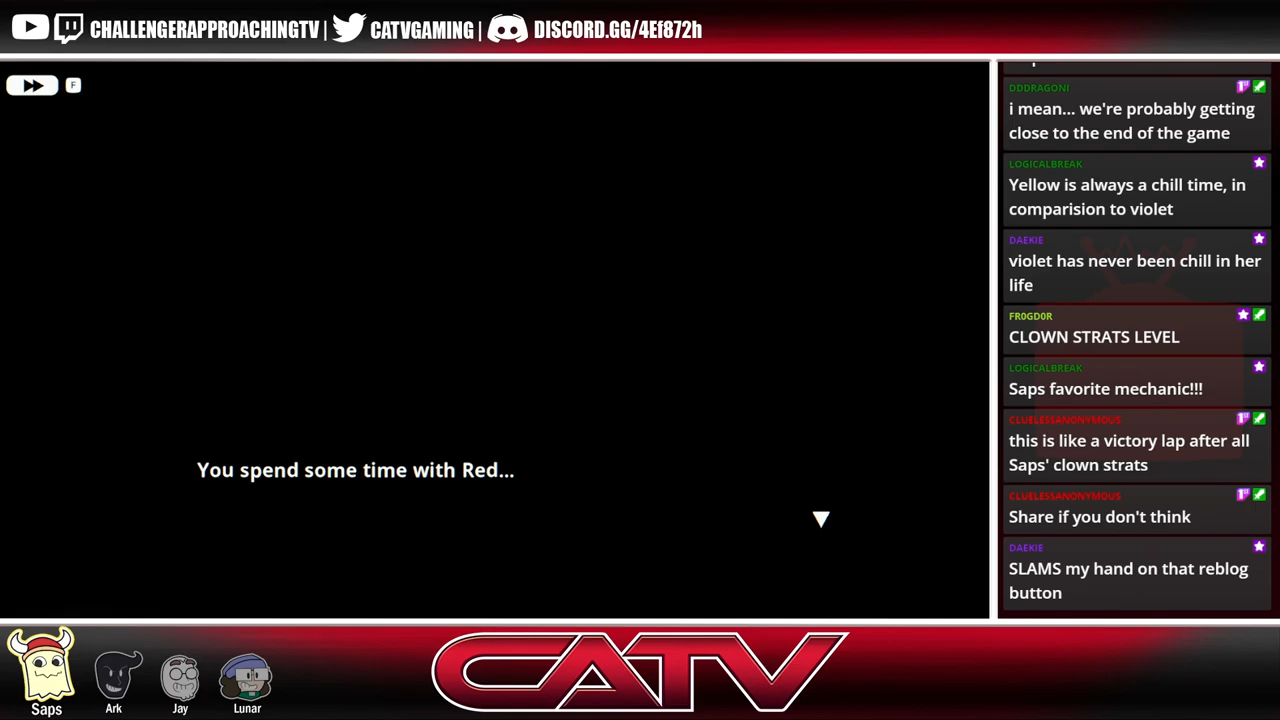 CHALLENGERAPPROACHINGTV | CATVGAMING | DISCORD.GG/4Ef872h
F
You spend some time with Red...
DDDRAGONI
i mean... we're probably getting
close to the end of the game
LOGICALBREAK
Yellow is always a chill time, in
comparision to violet
DAEKIE
violet has never been chill in her
life
FR0GD0R
CLOWN STRATS LEVEL
LOGICALBREAK
Saps favorite mechanic!!!
CLUELESSANONYMOUS
this is like a victory lap after all
Saps' clown strats
CLUELESSANONYMOUS
Share if you don't think
DAEKIE
SLAMS my hand on that reblog
button
CATV
Saps
Ark
Jay
Lunar